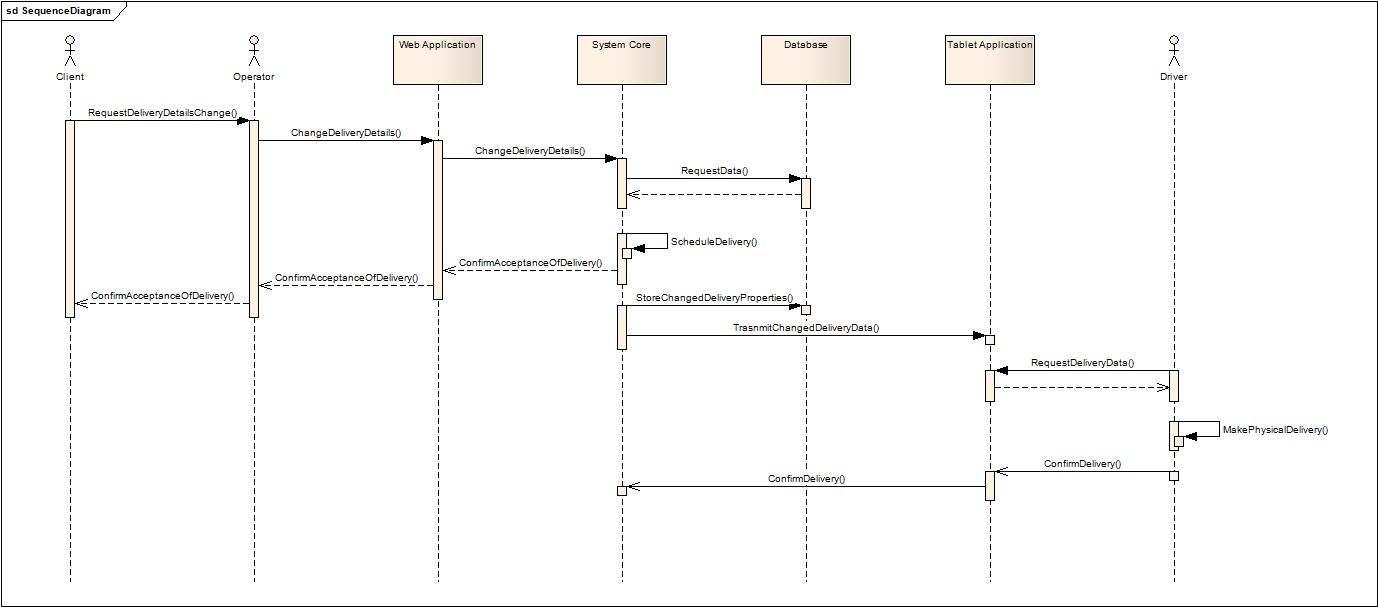 sd SequenceDiagram
Client
Operator
Web Application
System Core
Database
Tablet Application
Driver
RequestDeliveryDetailsChange()
ChangeDeliveryDetails()
ChangeDeliveryDetails()
RequestData()
ScheduleDelivery()
ConfirmAcceptanceOfDelivery()
ConfirmAcceptanceOfDelivery()
ConfirmAcceptanceOfDelivery()
StoreChangedDeliveryProperties()
TrasnmitChangedDeliveryData()
RequestDeliveryData()
MakePhysicalDelivery()
ConfirmDelivery()
ConfirmDelivery()